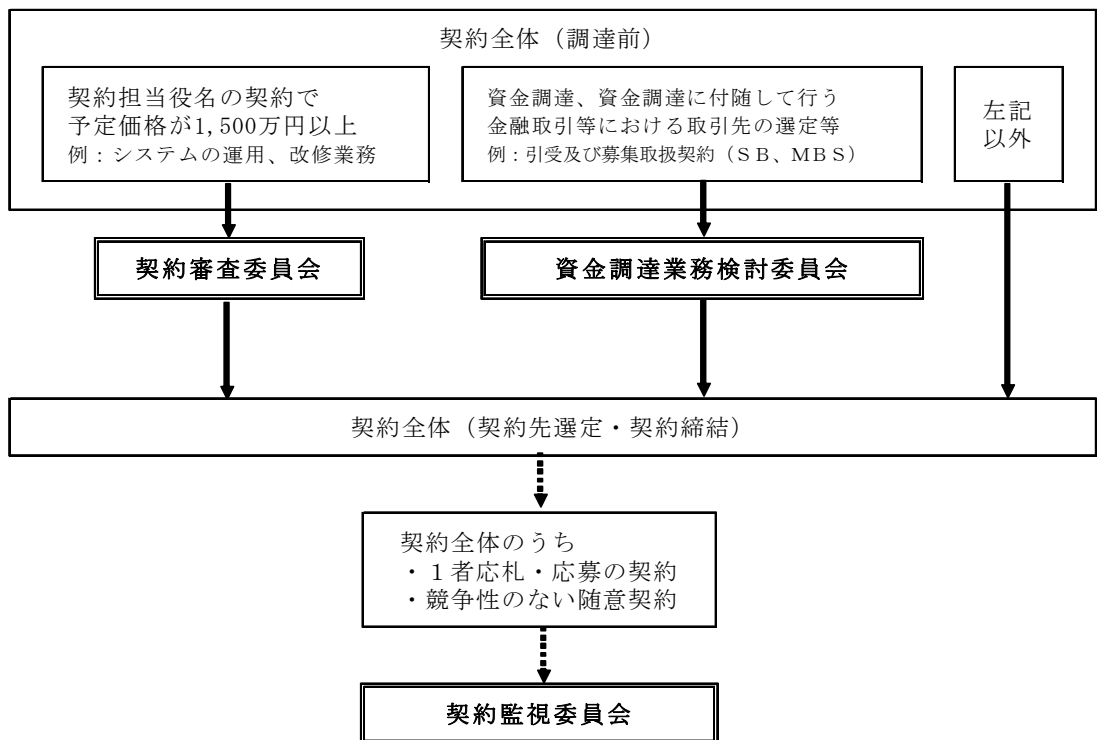 契約全体（調達前）
契約担当役名の契約で
予定価格が1,500万円以上
例：システムの運用、改修業務
資金調達、資金調達に付随して行う
金融取引等における取引先の選定等
例：引受及び募集取扱契約（ＳＢ、ＭＢＳ）
左記
以外
契約審査委員会
資金調達業務検討委員会
契約全体（契約先選定・契約締結）
契約全体のうち
・１者応札・応募の契約
・競争性のない随意契約
契約監視委員会